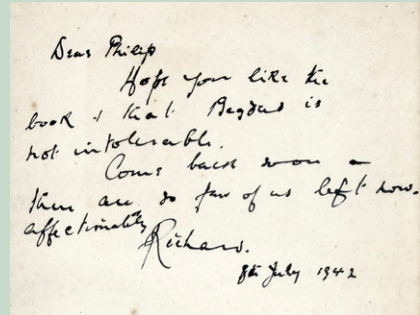 Dear Philip
Hope you like the
book & that Bagdad is
not intolerable.
Come back soon –
there are so few of us left now.
affectionately
Richard.
8th July 1942